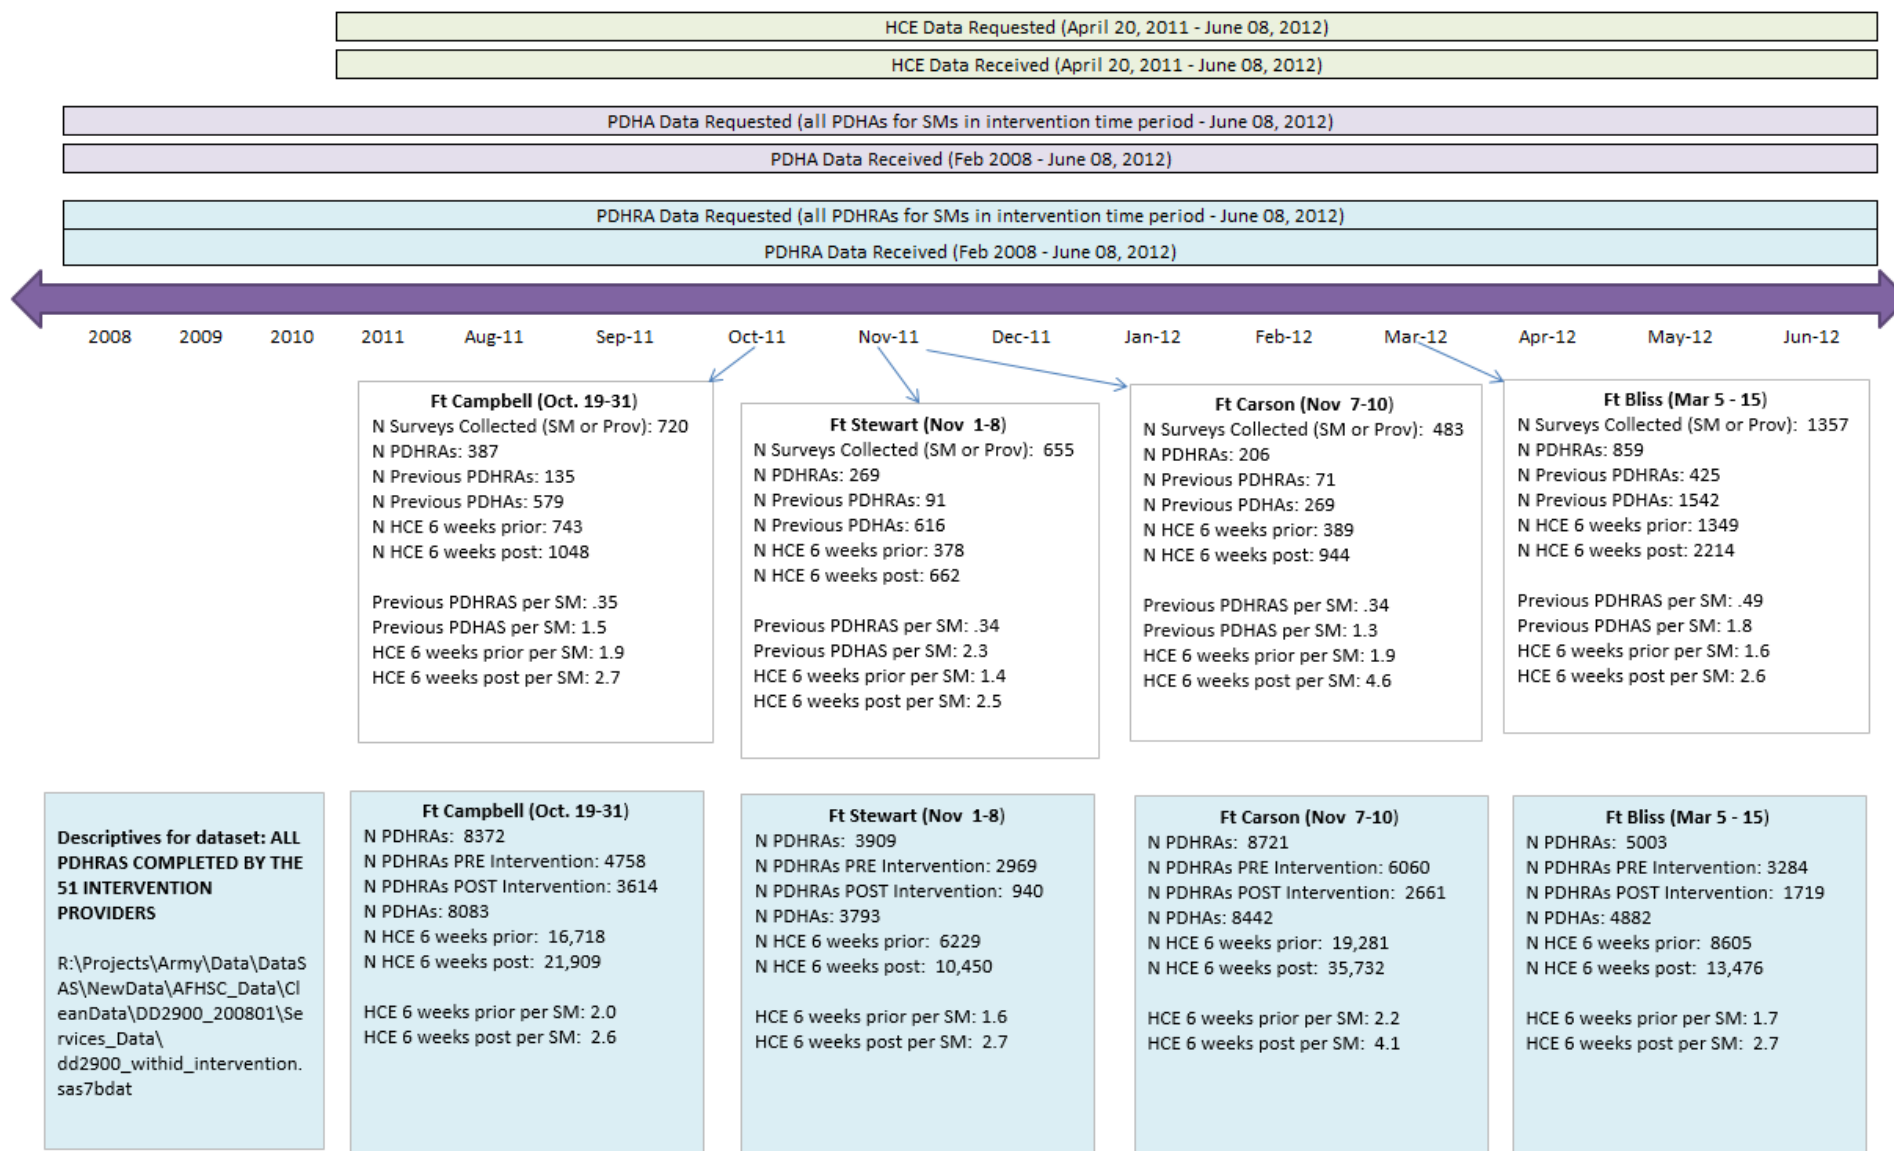 HCE Data Requested (April 20, 2011 - June 08, 2012)
HCE Data Received (April 20, 2011 - June 08, 2012)
PDHA Data Requested (all PDHAs for SMs in intervention time period - June 08, 2012)
PDHA Data Received (Feb 2008 - June 08, 2012)
PDHRA Data Requested (all PDHRAs for SMs in intervention time period - June 08, 2012)
PDHRA Data Received (Feb 2008 - June 08, 2012)
2008 2009 2010 2011 Aug-11 Sep-11 Oct-11 Nov-11 Dec-11 Jan-12 Feb-12 Mar-12 Apr-12 May-12 Jun-12
Ft Campbell (Oct. 19-31)
N Surveys Collected (SM or Prov): 720
N PDHRAs: 387
N Previous PDHRAs: 135
N Previous PDHAs: 579
N HCE 6 weeks prior: 743
N HCE 6 weeks post: 1048
Previous PDHRAS per SM: .35
Previous PDHAS per SM: 1.5
HCE 6 weeks prior per SM: 1.9
HCE 6 weeks post per SM: 2.7
Ft Stewart (Nov 1-8)
N Surveys Collected (SM or Prov): 655
N PDHRAs: 269
N Previous PDHRAs: 91
N Previous PDHAs: 616
N HCE 6 weeks prior: 378
N HCE 6 weeks post: 662
Previous PDHRAS per SM: .34
Previous PDHAS per SM: 2.3
HCE 6 weeks prior per SM: 1.4
HCE 6 weeks post per SM: 2.5
Ft Carson (Nov 7-10)
N Surveys Collected (SM or Prov): 483
N PDHRAs: 206
N Previous PDHRAs: 71
N Previous PDHAs: 269
N HCE 6 weeks prior: 389
N HCE 6 weeks post: 944
Previous PDHRAS per SM: .34
Previous PDHAS per SM: 1.3
HCE 6 weeks prior per SM: 1.9
HCE 6 weeks post per SM: 4.6
Ft Bliss (Mar 5 - 15)
N Surveys Collected (SM or Prov): 1357
N PDHRAs: 859
N Previous PDHRAs: 425
N Previous PDHAs: 1542
N HCE 6 weeks prior: 1349
N HCE 6 weeks post: 2214
Previous PDHRAS per SM: .49
Previous PDHAS per SM: 1.8
HCE 6 weeks prior per SM: 1.6
HCE 6 weeks post per SM: 2.6
Descriptives for dataset: ALL
PDHRAS COMPLETED BY THE
51 INTERVENTION
PROVIDERS
R:\Projects\Army\Data\DataS
AS\NewData\AFHSC_Data\Cl
eanData\DD2900_200801\Se
rvices_Data\
dd2900_withid_intervention.
sas7bdat
Ft Campbell (Oct. 19-31)
N PDHRAs: 8372
N PDHRAs PRE Intervention: 4758
N PDHRAs POST Intervention: 3614
N PDHAs: 8083
N HCE 6 weeks prior: 16,718
N HCE 6 weeks post: 21,909
HCE 6 weeks prior per SM: 2.0
HCE 6 weeks post per SM: 2.6
Ft Stewart (Nov 1-8)
N PDHRAs: 3909
N PDHRAs PRE Intervention: 2969
N PDHRAs POST Intervention: 940
N PDHAs: 3793
N HCE 6 weeks prior: 6229
N HCE 6 weeks post: 10,450
HCE 6 weeks prior per SM: 1.6
HCE 6 weeks post per SM: 2.7
Ft Carson (Nov 7-10)
N PDHRAs: 8721
N PDHRAs PRE Intervention: 6060
N PDHRAs POST Intervention: 2661
N PDHAs: 8442
N HCE 6 weeks prior: 19,281
N HCE 6 weeks post: 35,732
HCE 6 weeks prior per SM: 2.2
HCE 6 weeks post per SM: 4.1
Ft Bliss (Mar 5 - 15)
N PDHRAs: 5003
N PDHRAs PRE Intervention: 3284
N PDHRAs POST Intervention: 1719
N PDHAs: 4882
N HCE 6 weeks prior: 8605
N HCE 6 weeks post: 13,476
HCE 6 weeks prior per SM: 1.7
HCE 6 weeks post per SM: 2.7